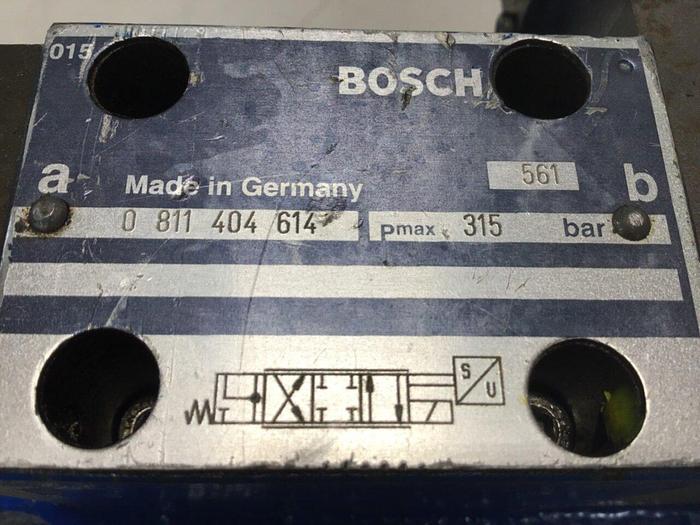 015
BOSCH
561
a Made in Germany b
0 811 404 614 pmax 315 bar
S
U